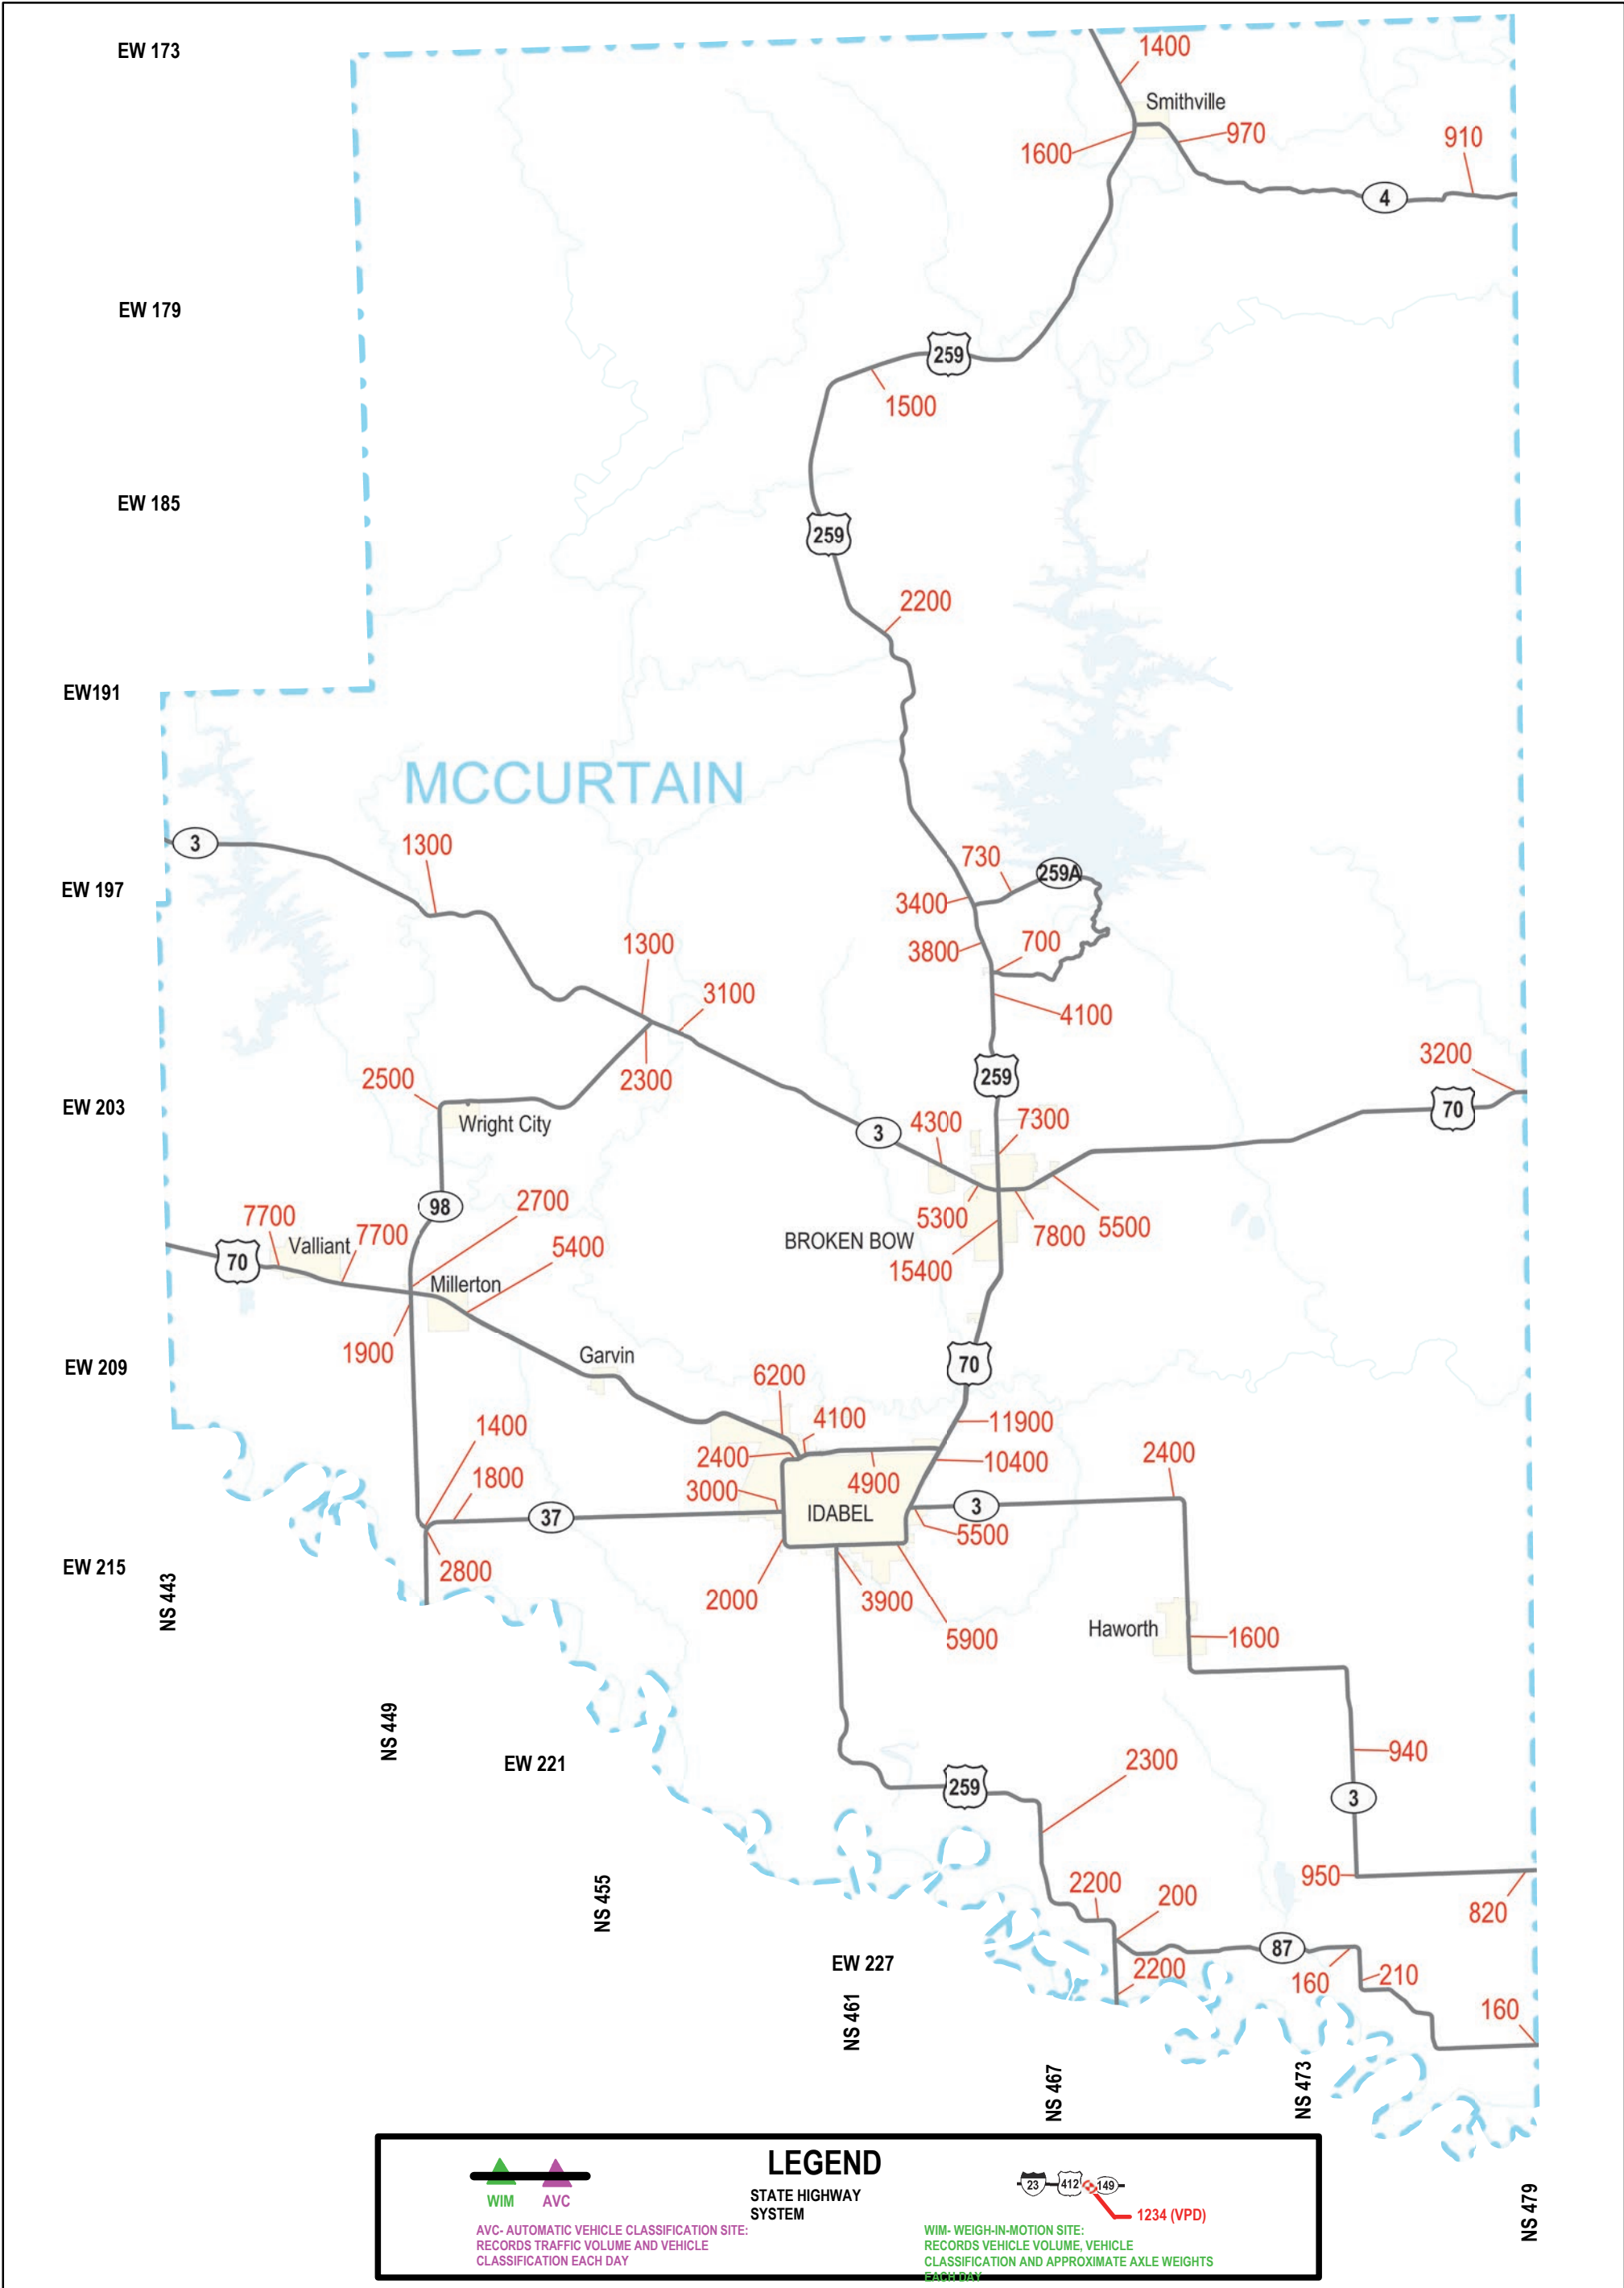 EW 173
1400
Smithville
970
1600
910
4
EW 179
259
1500
EW 185
259
2200
EW191
MCCURTAIN
3
1300
730
259A
EW 197
3400
1300
3800
700
3100
4100
3200
2500
2300
259
EW 203
Wright City
70
3
4300
7300
98
2700
5300
7800
5500
7700
Valliant
7700
5400
BROKEN BOW
70
15400
Millerton
1900
Garvin
70
EW 209
6200
1400
4100
11900
2400
10400
2400
1800
3000
4900
37
IDABEL
3
5500
EW 215
2800
NS 443
2000
3900
5900
Haworth
1600
NS 449
EW 221
2300
940
259
3
NS 455
2200
200
950
820
EW 227
87
2200
160
210
160
NS 461
NS 467
NS 473
NS 479
LEGEND
WIM
AVC
STATE HIGHWAY
SYSTEM
23
412
149
1234 (VPD)
AVC- AUTOMATIC VEHICLE CLASSIFICATION SITE:
RECORDS TRAFFIC VOLUME AND VEHICLE
CLASSIFICATION EACH DAY
WIM- WEIGH-IN-MOTION SITE:
RECORDS VEHICLE VOLUME, VEHICLE
CLASSIFICATION AND APPROXIMATE AXLE WEIGHTS
EACH DAY